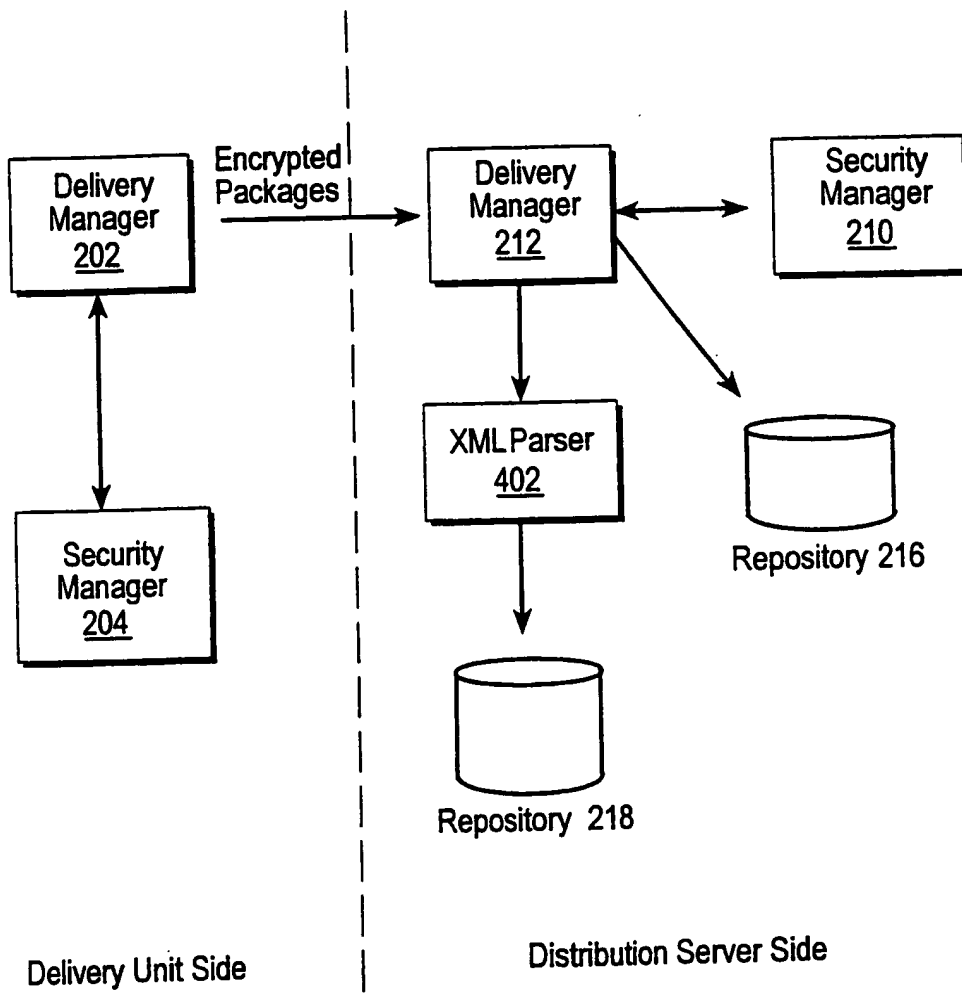 Delivery
Manager
202
Encrypted
Packages
Delivery
Manager
212
Security
Manager
210
XML Parser
402
Repository 216
Security
Manager
204
Repository 218
Delivery Unit Side
Distribution Server Side